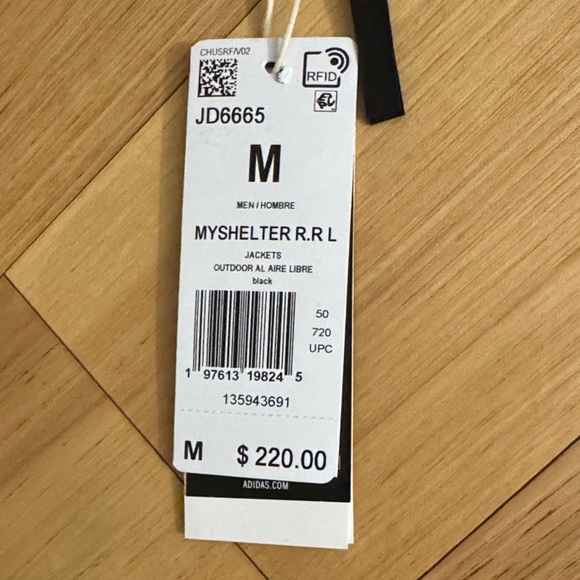 CHUSRF/V02
RFID
JD6665
M
MEN / HOMBRE
MYSHELTER R.R L
JACKETS
OUTDOOR AL AIRE LIBRE
black
50
720
UPC
1 97613 19824 5
135943691
M $ 220.00
ADIDAS.COM